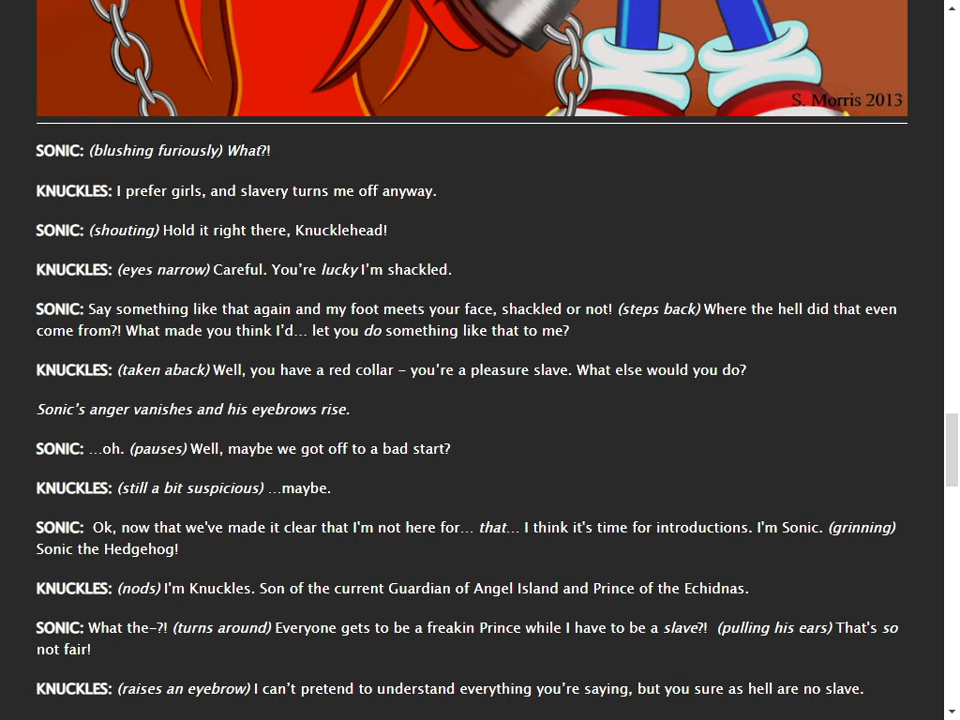 S. Morris 2013
SONIC: (blushing furiously) What?!
KNUCKLES: I prefer girls, and slavery turns me off anyway.
SONIC: (shouting) Hold it right there, Knucklehead!
KNUCKLES: (eyes narrow) Careful. You’re lucky I’m shackled.
SONIC: Say something like that again and my foot meets your face, shackled or not! (steps back) Where the hell did that even
come from?! What made you think I’d… let you do something like that to me?
KNUCKLES: (taken aback) Well, you have a red collar – you’re a pleasure slave. What else would you do?
Sonic’s anger vanishes and his eyebrows rise.
SONIC: …oh. (pauses) Well, maybe we got off to a bad start?
KNUCKLES: (still a bit suspicious) …maybe.
SONIC: Ok, now that we've made it clear that I'm not here for… that… I think it's time for introductions. I'm Sonic. (grinning)
Sonic the Hedgehog!
KNUCKLES: (nods) I'm Knuckles. Son of the current Guardian of Angel Island and Prince of the Echidnas.
SONIC: What the–?! (turns around) Everyone gets to be a freakin Prince while I have to be a slave?! (pulling his ears) That's so
not fair!
KNUCKLES: (raises an eyebrow) I can’t pretend to understand everything you’re saying, but you sure as hell are no slave.